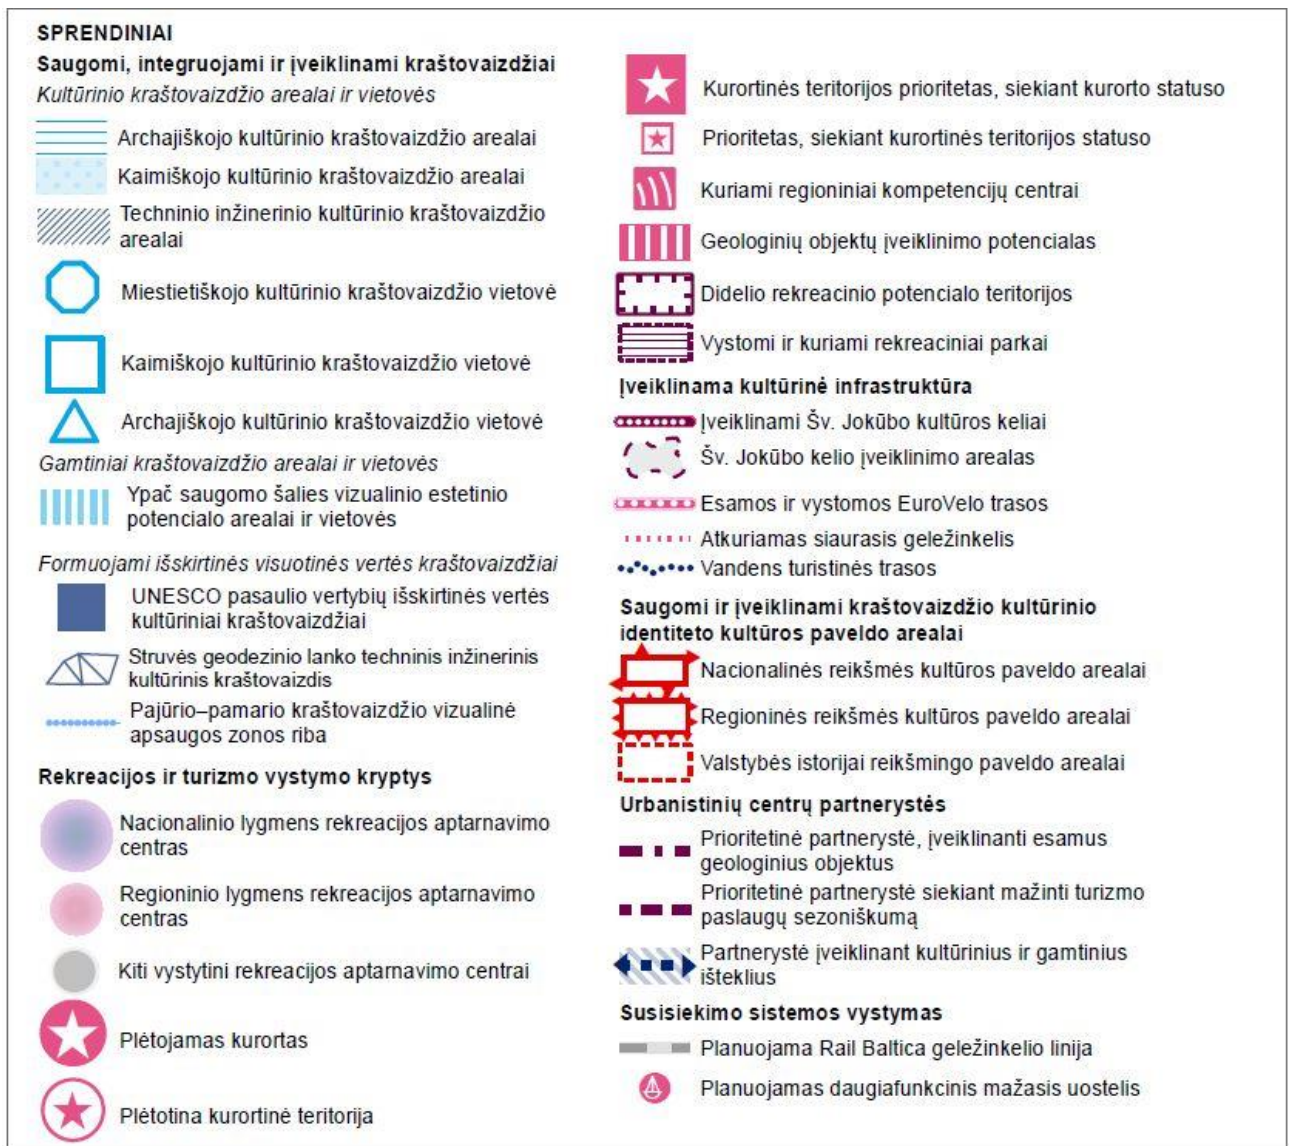 SPRENDINIAI
Saugomi, integruojami ir įveiklinami kraštovaizdžiai
Kultūrinio kraštovaizdžio arealai ir vietovės
Archajiškojo kultūrinio kraštovaizdžio arealai
Kaimiškojo kultūrinio kraštovaizdžio arealai
Techninio inžinerinio kultūrinio kraštovaizdžio
arealai
Miestietiškojo kultūrinio kraštovaizdžio vietovė
Kaimiškojo kultūrinio kraštovaizdžio vietovė
Archajiškojo kultūrinio kraštovaizdžio vietovė
Gamtiniai kraštovaizdžio arealai ir vietovės
Ypač saugomo šalies vizualinio estetinio
potencialo arealai ir vietovės
Formuojami išskirtinės visuotinės vertės kraštovaizdžiai
UNESCO pasaulio vertybių išskirtinės vertės
kultūriniai kraštovaizdžiai
Struvės geodezinio lanko techninis inžinerinis
kultūrinis kraštovaizdis
Pajūrio–pamario kraštovaizdžio vizualinė
apsaugos zonos riba
Rekreacijos ir turizmo vystymo kryptys
Nacionalinio lygmens rekreacijos aptarnavimo
centras
Regioninio lygmens rekreacijos aptarnavimo
centras
Kiti vystytini rekreacijos aptarnavimo centrai
Plėtojamas kurortas
Plėtotina kurortinė teritorija
Kurortinės teritorijos prioritetas, siekiant kurorto statuso
Prioritetas, siekiant kurortinės teritorijos statuso
Kuriami regioniniai kompetencijų centrai
Geologinių objektų įveiklinimo potencialas
Didelio rekreacinio potencialo teritorijos
Vystomi ir kuriami rekreaciniai parkai
Įveiklinama kultūrinė infrastruktūra
Įveiklinami Šv. Jokūbo kultūros keliai
Šv. Jokūbo kelio įveiklinimo arealas
Esamos ir vystomos EuroVelo trasos
Atkuriamas siaurasis geležinkelis
Vandens turistinės trasos
Saugomi ir įveiklinami kraštovaizdžio kultūrinio
identiteto kultūros paveldo arealai
Nacionalinės reikšmės kultūros paveldo arealai
Regioninės reikšmės kultūros paveldo arealai
Valstybės istorijai reikšmingo paveldo arealai
Urbanistinių centrų partnerystės
Prioritetinė partnerystė, įveiklinanti esamus
geologinius objektus
Prioritetinė partnerystė siekiant mažinti turizmo
paslaugų sezoniškumą
Partnerystė įveiklinant kultūrinius ir gamtinius
išteklius
Susisiekimo sistemos vystymas
Planuojama Rail Baltica geležinkelio linija
Planuojamas daugiafunkcinis mažasis uostelis